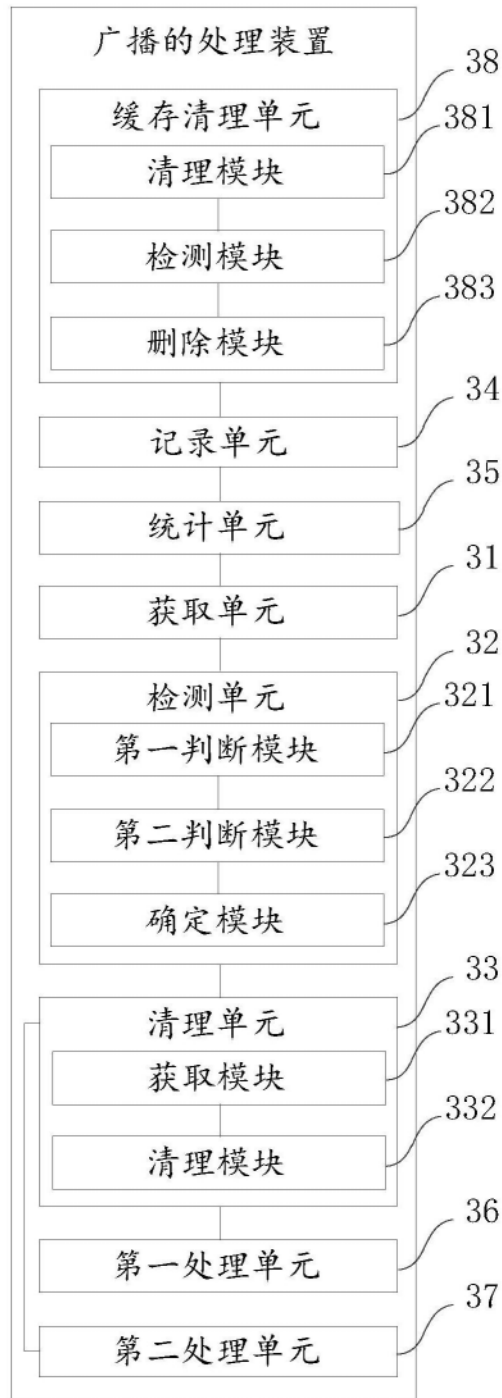 广播的处理装置
38
缓存清理单元
381
清理模块
382
检测模块
383
删除模块
34
记录单元
35
统计单元
31
获取单元
32
检测单元
321
第一判断模块
322
第二判断模块
323
确定模块
33
清理单元
331
获取模块
332
清理模块
36
第一处理单元
37
第二处理单元